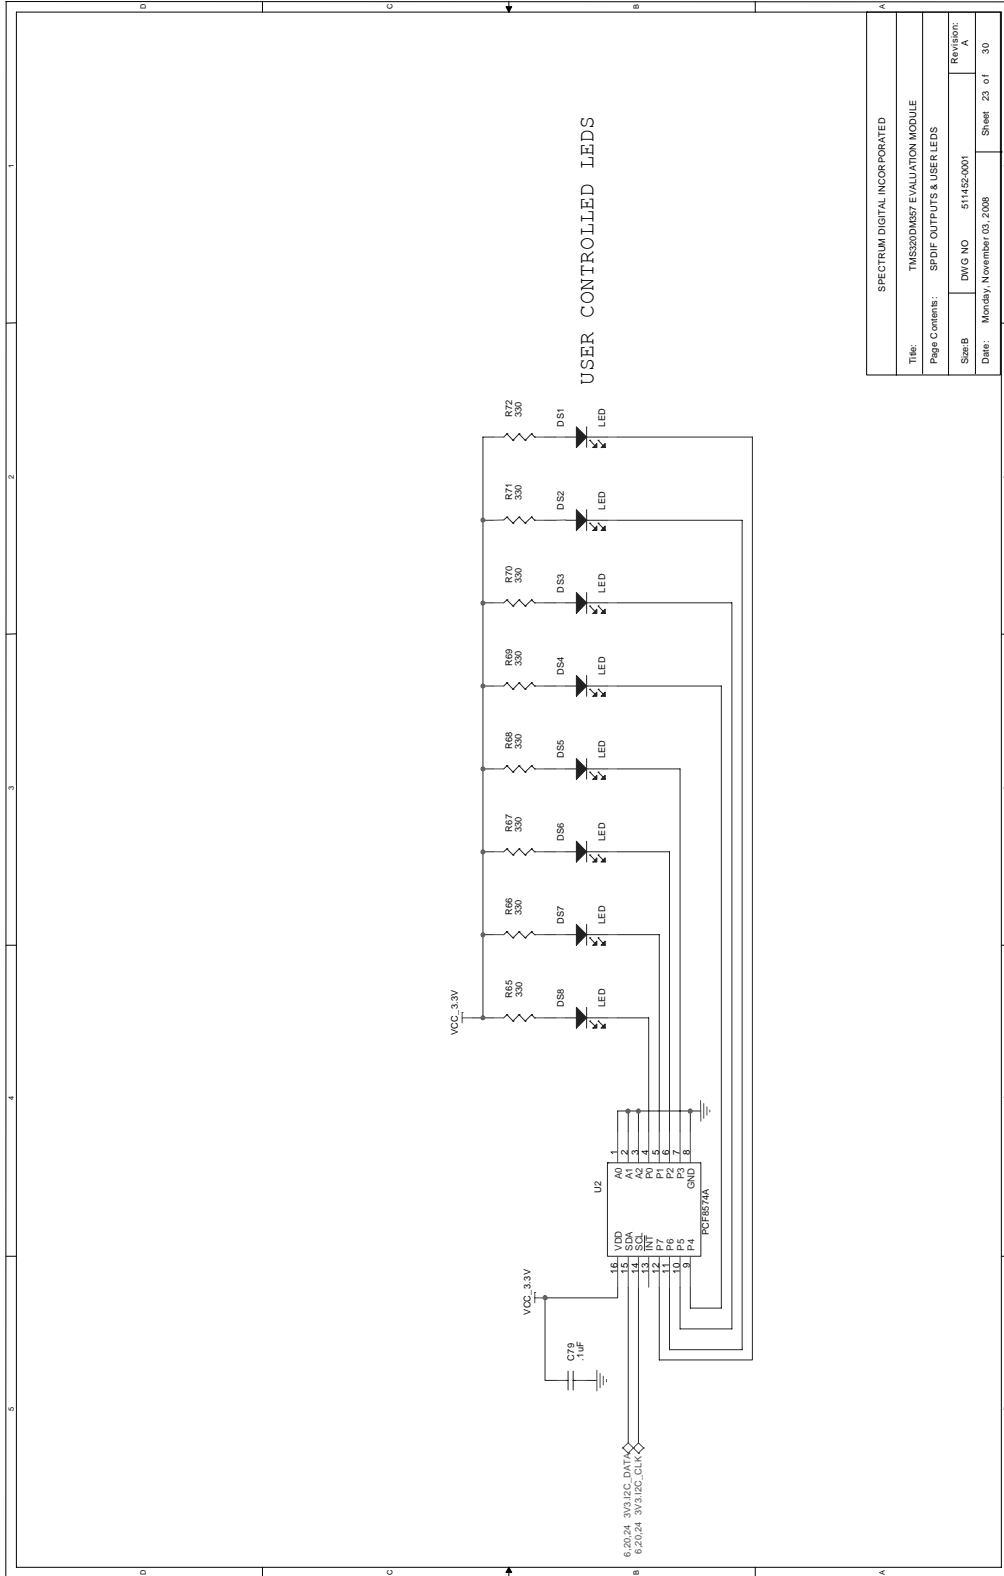 5
4
3
2
1
D
D
C
C
B
B
A
A
VCC_3.3V
R65
330
R66
330
R67
330
R68
330
R69
330
R70
330
R71
330
R72
330
DS8
DS7
DS6
DS5
DS4
DS3
DS2
DS1
LED
LED
LED
LED
LED
LED
LED
LED
USER CONTROLLED LEDS
VCC_3.3V
C79
.1uF
U2
6,20,24 3V3.I2C_DATA
6,20,24 3V3.I2C_CLK
16 VDD A0 1
15 SDA A1 2
14 SCL A2 3
13 INT P0 4
12 P7 P1 5
11 P6 P2 6
10 P5 P3 7
9 P4 GND 8
PCF8574A
SPECTRUM DIGITAL INCORPORATED
Title: TMS320DM357 EVALUATION MODULE
Page Contents: SPDIF OUTPUTS & USER LEDS
Size:B DWG NO 511452-0001 Revision: A
Date: Monday, November 03, 2008 Sheet 23 of 30